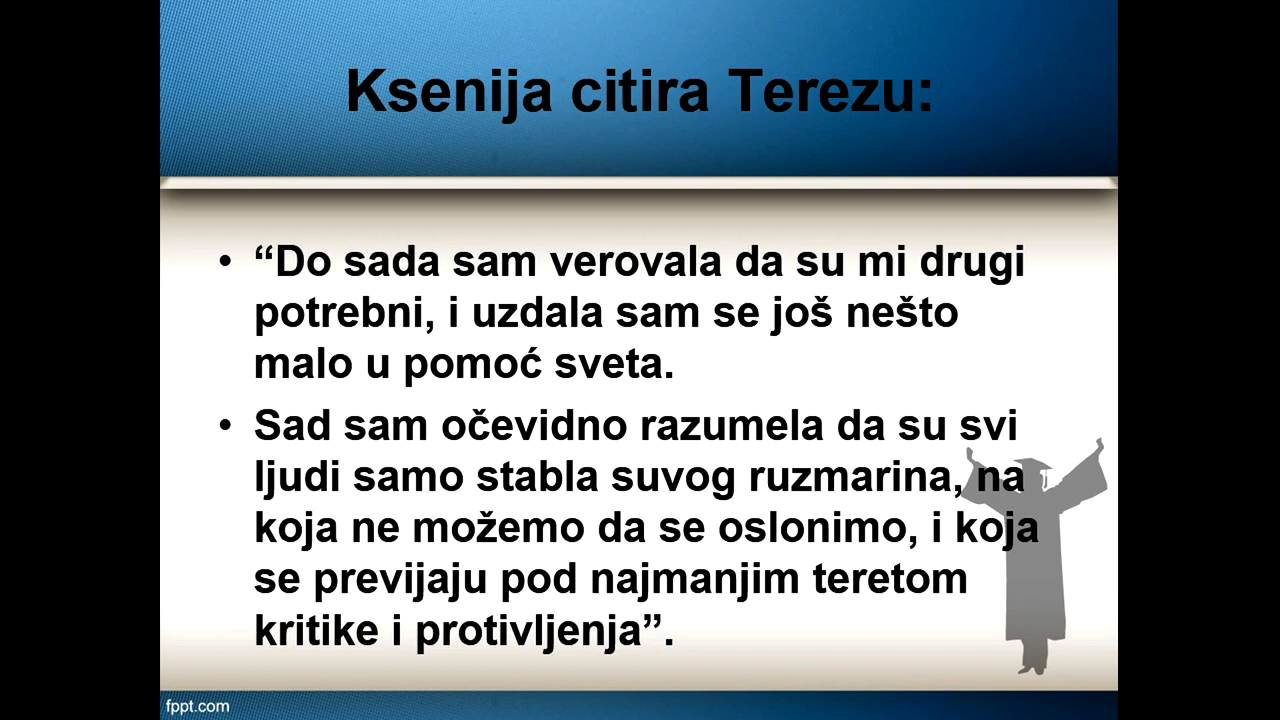 Ksenija citira Terezu:
• “Do sada sam verovala da su mi drugi
potrebni, i uzdala sam se još nešto
malo u pomoć sveta.
• Sad sam očevidno razumela da su svi
ljudi samo stabla suvog ruzmarina, na
koja ne možemo da se oslonimo, i koja
se previjaju pod najmanjim teretom
kritike i protivljenja”.
fppt.com